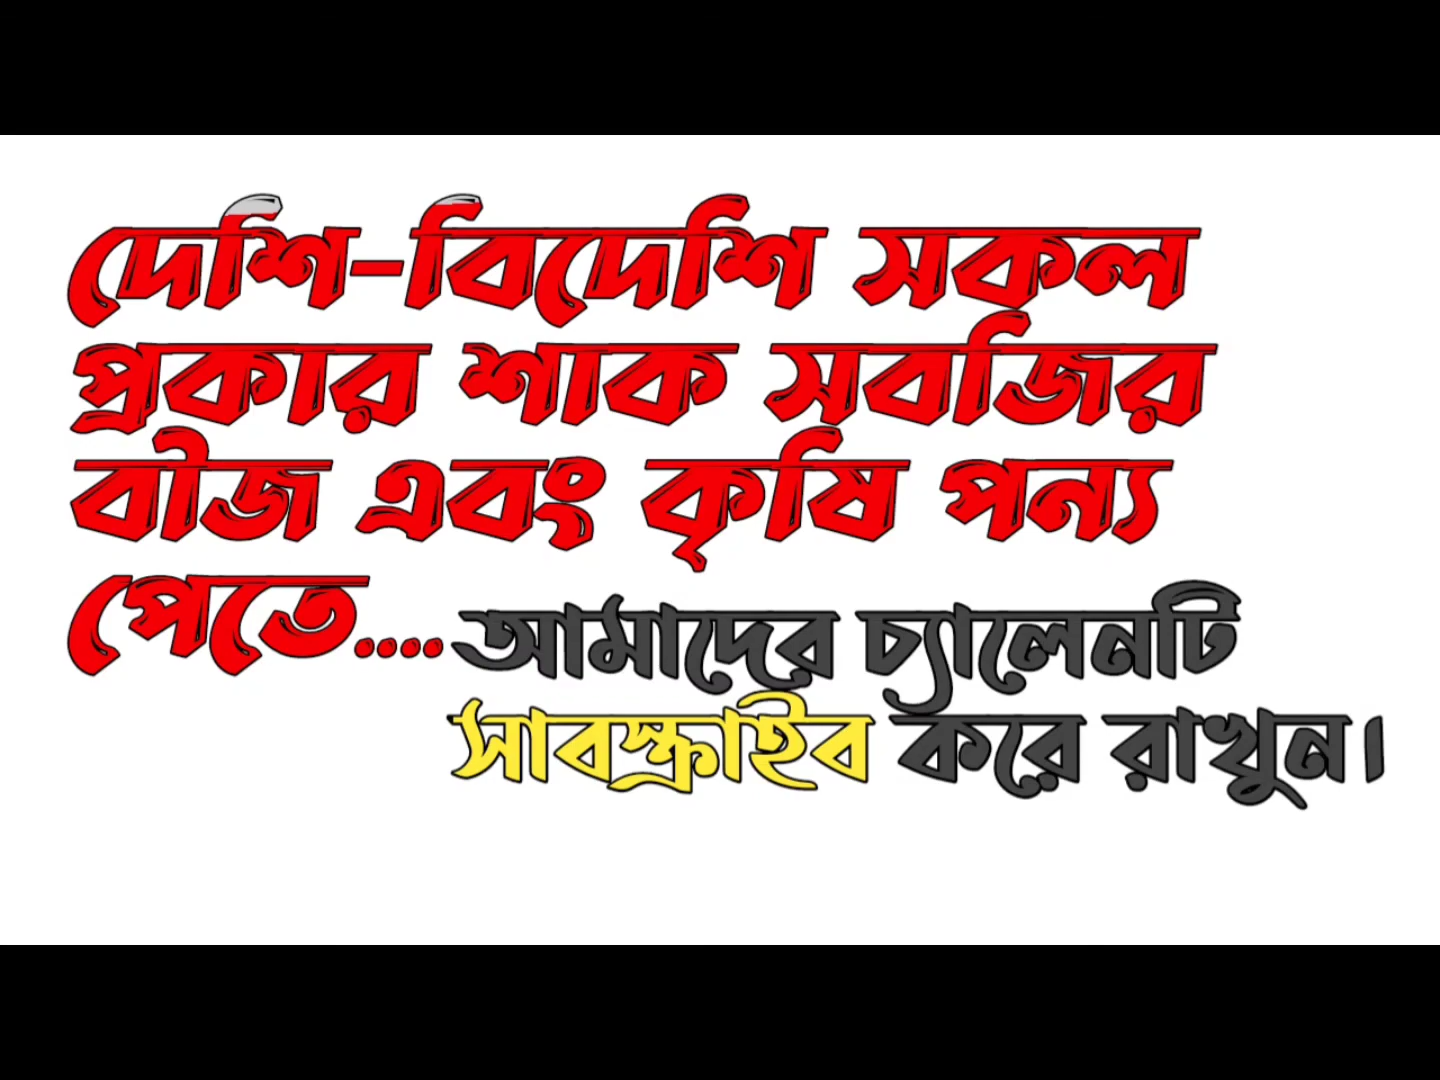 দেশি-বিদেশি সকল
প্রকার শাক সবজির
বীজ এবং কৃষি পন্য
পেতে....
আমাদের চ্যালেনটি
সাবস্ক্রাইব করে রাখুন।